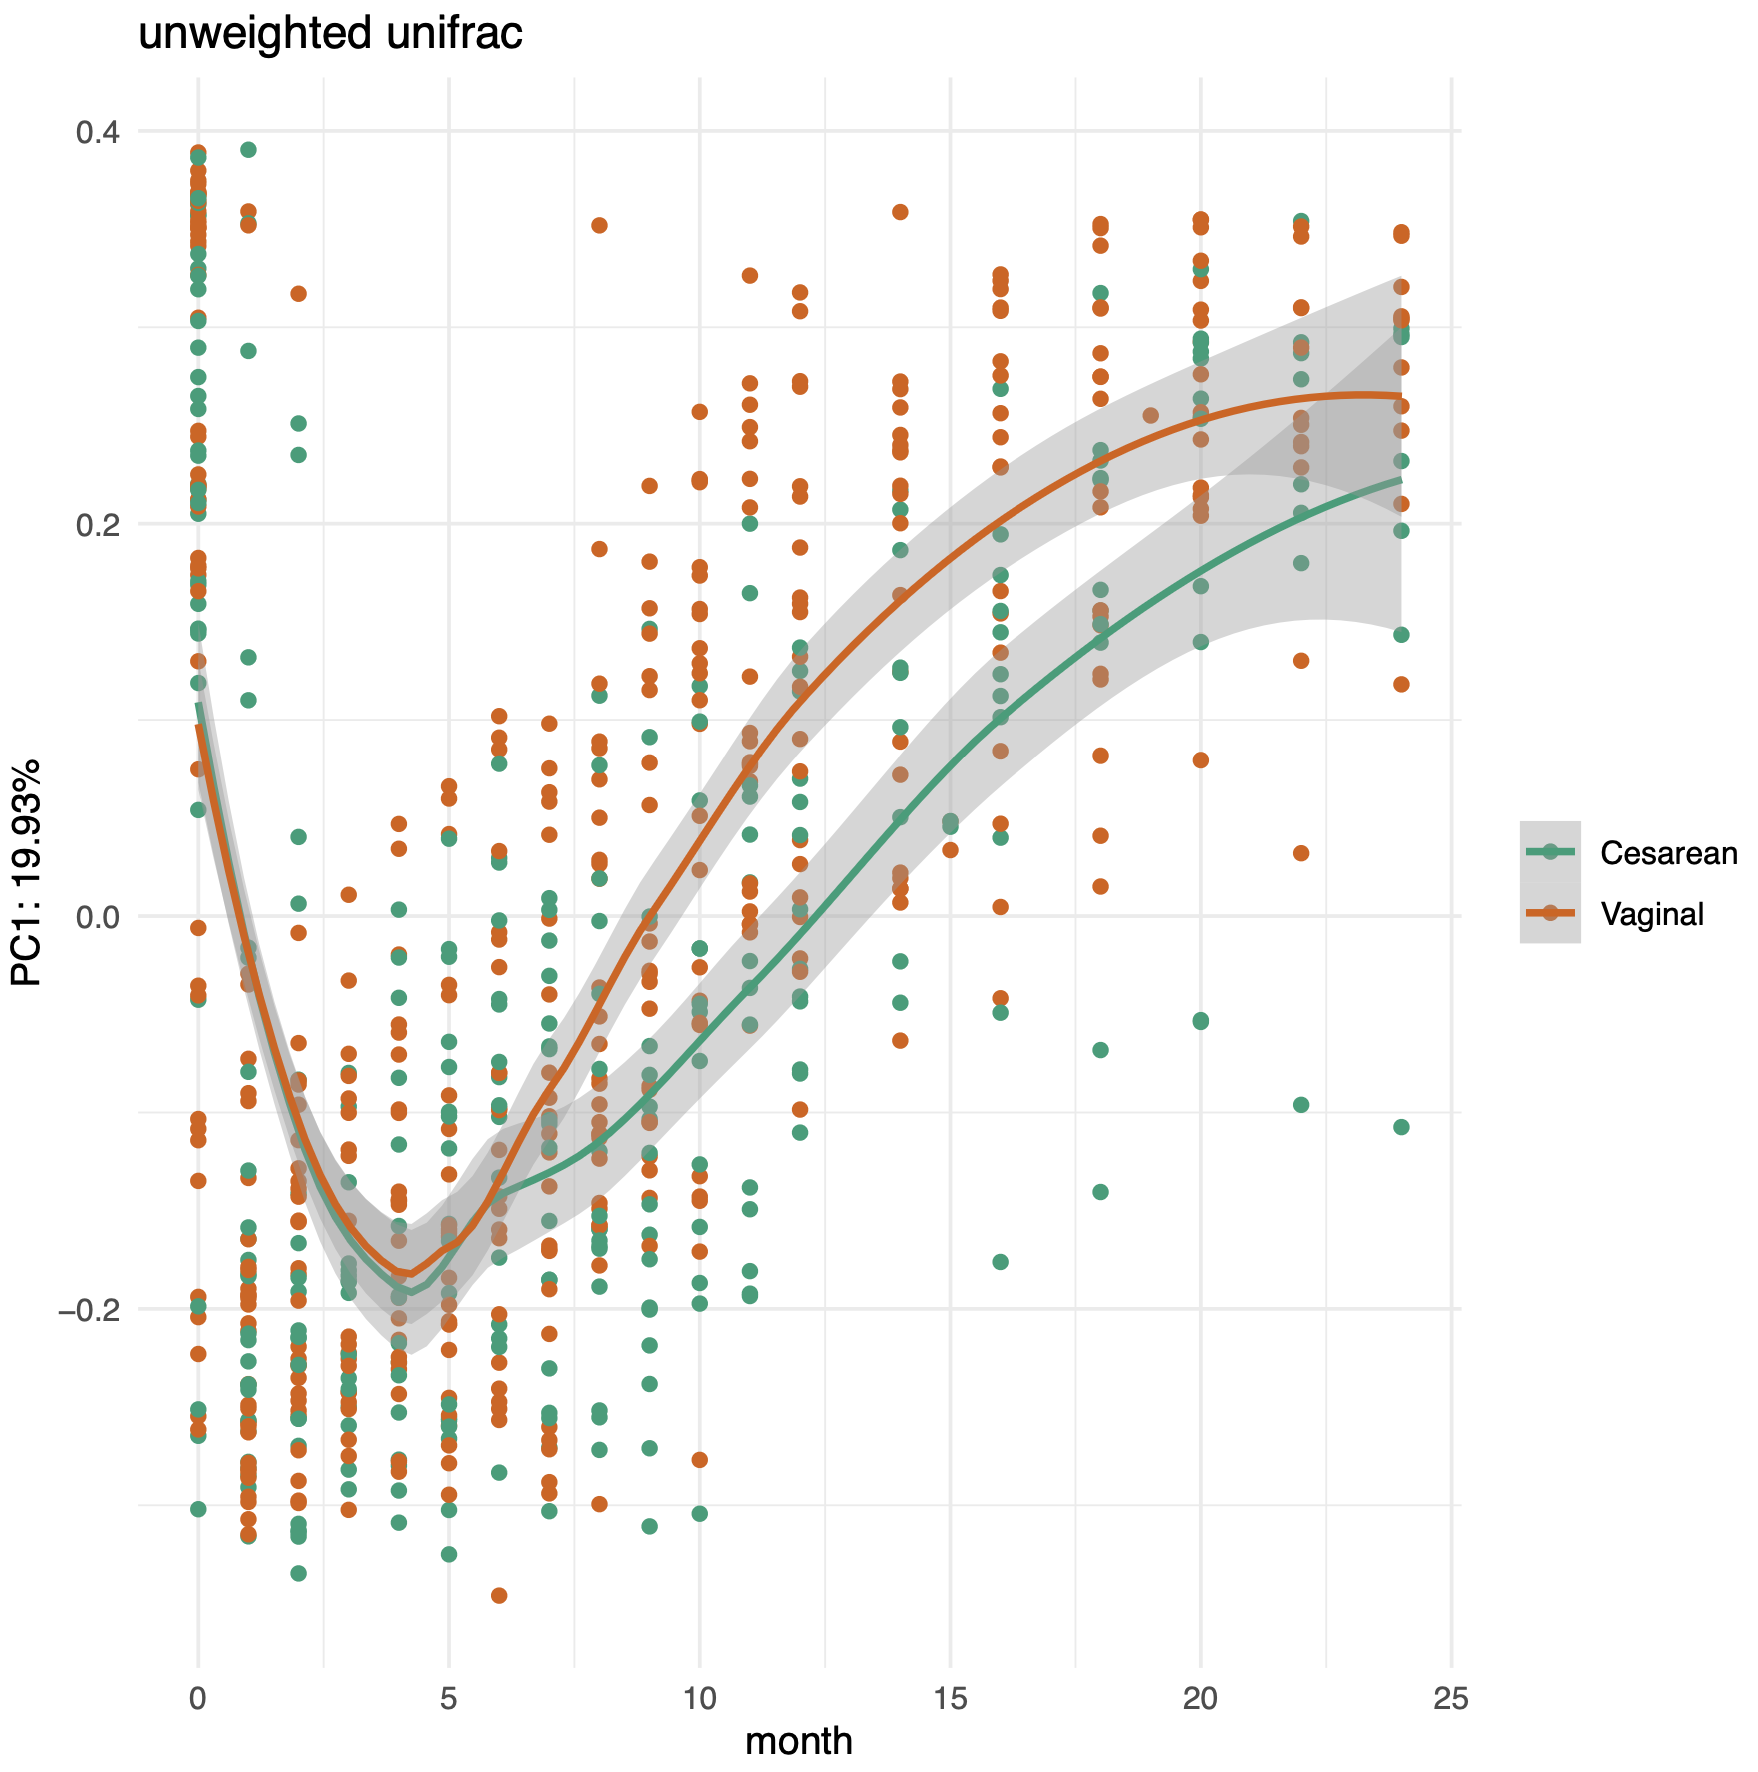 unweighted unifrac
0.4
0.2
0.0
−0.2
PC1: 19.93%
0 5 10 15 20 25
month
Cesarean
Vaginal